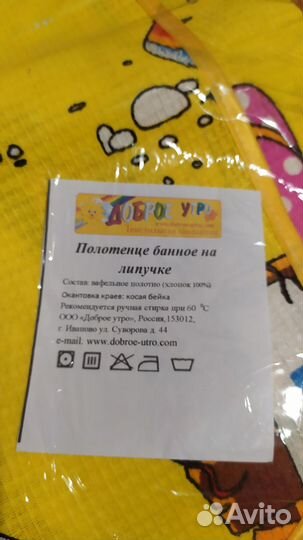 ДОБРОЕ УТРО
Полотенце банное на
липучке
Состав: вафельное полотно (хлопок 100%)
Окантовка краев: косая бейка
Рекомендуется ручная стирка при 60 ⁰С
ООО «Доброе утро», Россия,153012,
г. Иваново ул. Суворова д. 44
e-mail. www.dobroe-utro.com
Avito